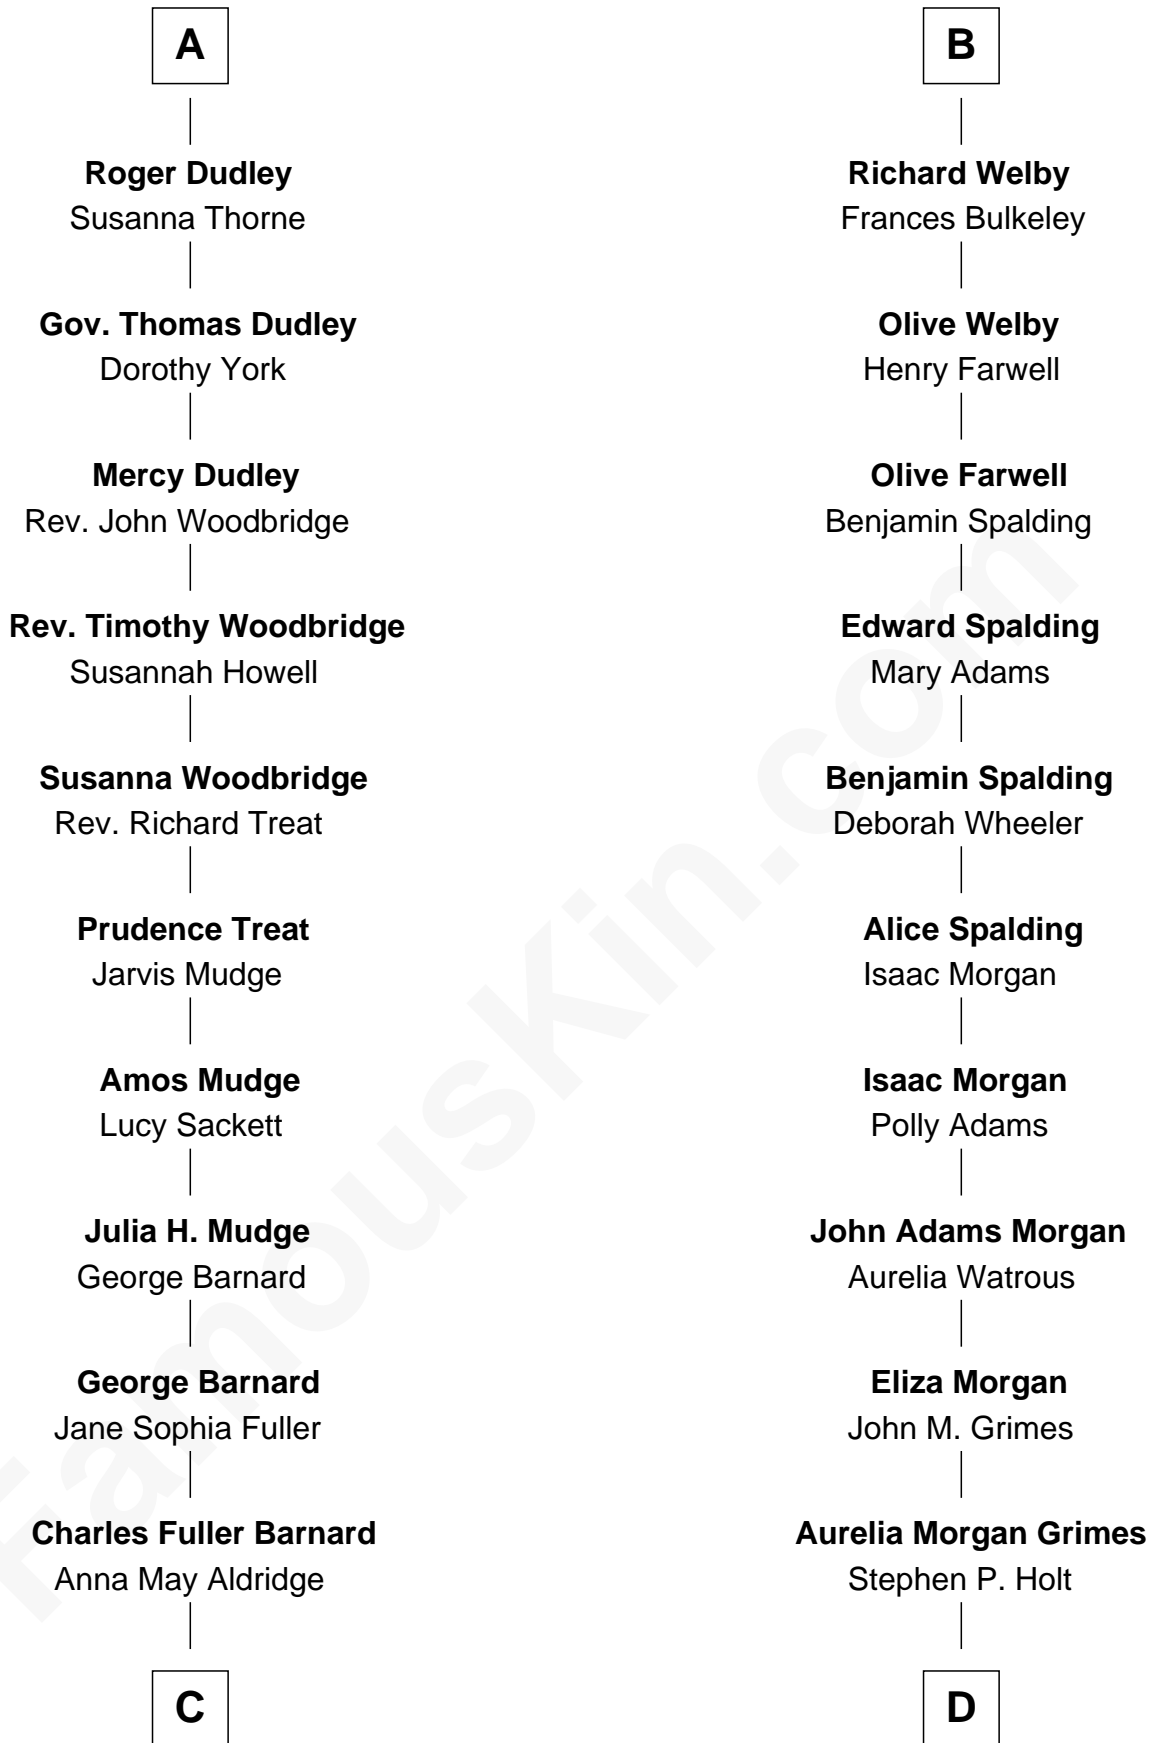 A
Roger Dudley
Susanna Thorne
Gov. Thomas Dudley
Dorothy York
Mercy Dudley
Rev. John Woodbridge
Rev. Timothy Woodbridge
Susannah Howell
Susanna Woodbridge
Rev. Richard Treat
Prudence Treat
Jarvis Mudge
Amos Mudge
Lucy Sackett
Julia H. Mudge
George Barnard
George Barnard
Jane Sophia Fuller
Charles Fuller Barnard
Anna May Aldridge
C
B
Richard Welby
Frances Bulkeley
Olive Welby
Henry Farwell
Olive Farwell
Benjamin Spalding
Edward Spalding
Mary Adams
Benjamin Spalding
Deborah Wheeler
Alice Spalding
Isaac Morgan
Isaac Morgan
Polly Adams
John Adams Morgan
Aurelia Watrous
Eliza Morgan
John M. Grimes
Aurelia Morgan Grimes
Stephen P. Holt
D
FamousKin.com